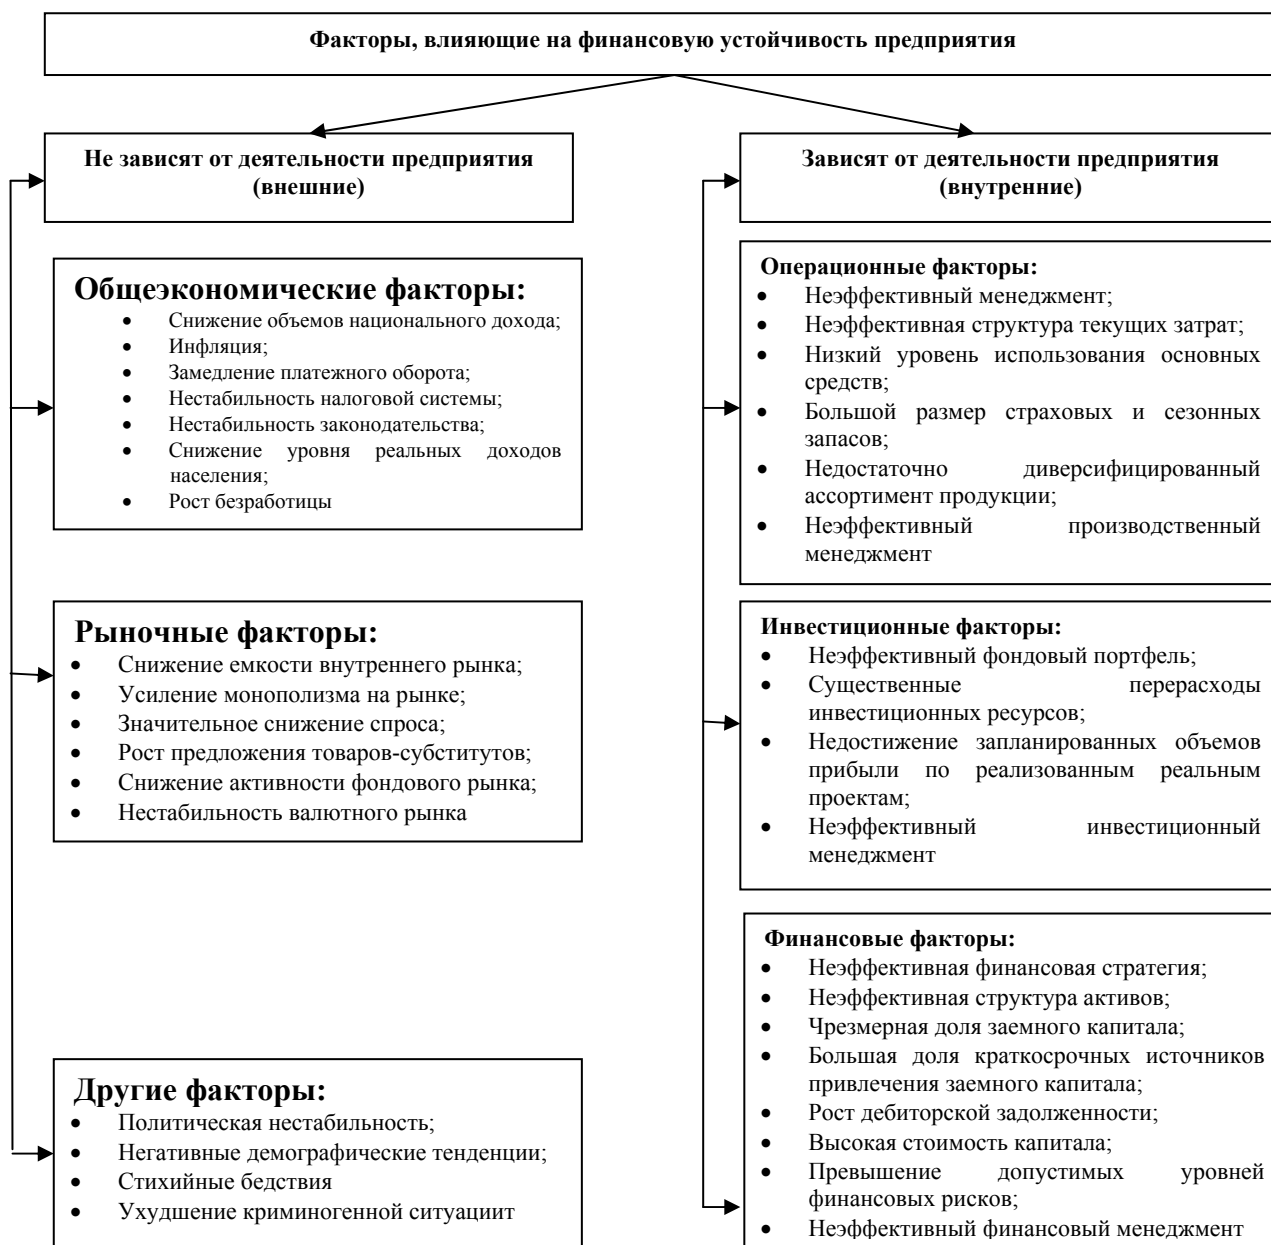 Факторы, влияющие на финансовую устойчивость предприятия
Не зависят от деятельности предприятия
(внешние)
Общеэкономические факторы:
• Снижение объемов национального дохода;
• Инфляция;
• Замедление платежного оборота;
• Нестабильность налоговой системы;
• Нестабильность законодательства;
• Снижение уровня реальных доходов
населения;
• Рост безработицы
Рыночные факторы:
• Снижение емкости внутреннего рынка;
• Усиление монополизма на рынке;
• Значительное снижение спроса;
• Рост предложения товаров-субститутов;
• Снижение активности фондового рынка;
• Нестабильность валютного рынка
Другие факторы:
• Политическая нестабильность;
• Негативные демографические тенденции;
• Стихийные бедствия
• Ухудшение криминогенной ситуациит
Зависят от деятельности предприятия
(внутренние)
Операционные факторы:
• Неэффективный менеджмент;
• Неэффективная структура текущих затрат;
• Низкий уровень использования основных
средств;
• Большой размер страховых и сезонных
запасов;
• Недостаточно диверсифицированный
ассортимент продукции;
• Неэффективный производственный
менеджмент
Инвестиционные факторы:
• Неэффективный фондовый портфель;
• Существенные перерасходы
инвестиционных ресурсов;
• Недостижение запланированных объемов
прибыли по реализованным реальным
проектам;
• Неэффективный инвестиционный
менеджмент
Финансовые факторы:
• Неэффективная финансовая стратегия;
• Неэффективная структура активов;
• Чрезмерная доля заемного капитала;
• Большая доля краткосрочных источников
привлечения заемного капитала;
• Рост дебиторской задолженности;
• Высокая стоимость капитала;
• Превышение допустимых уровней
финансовых рисков;
• Неэффективный финансовый менеджмент